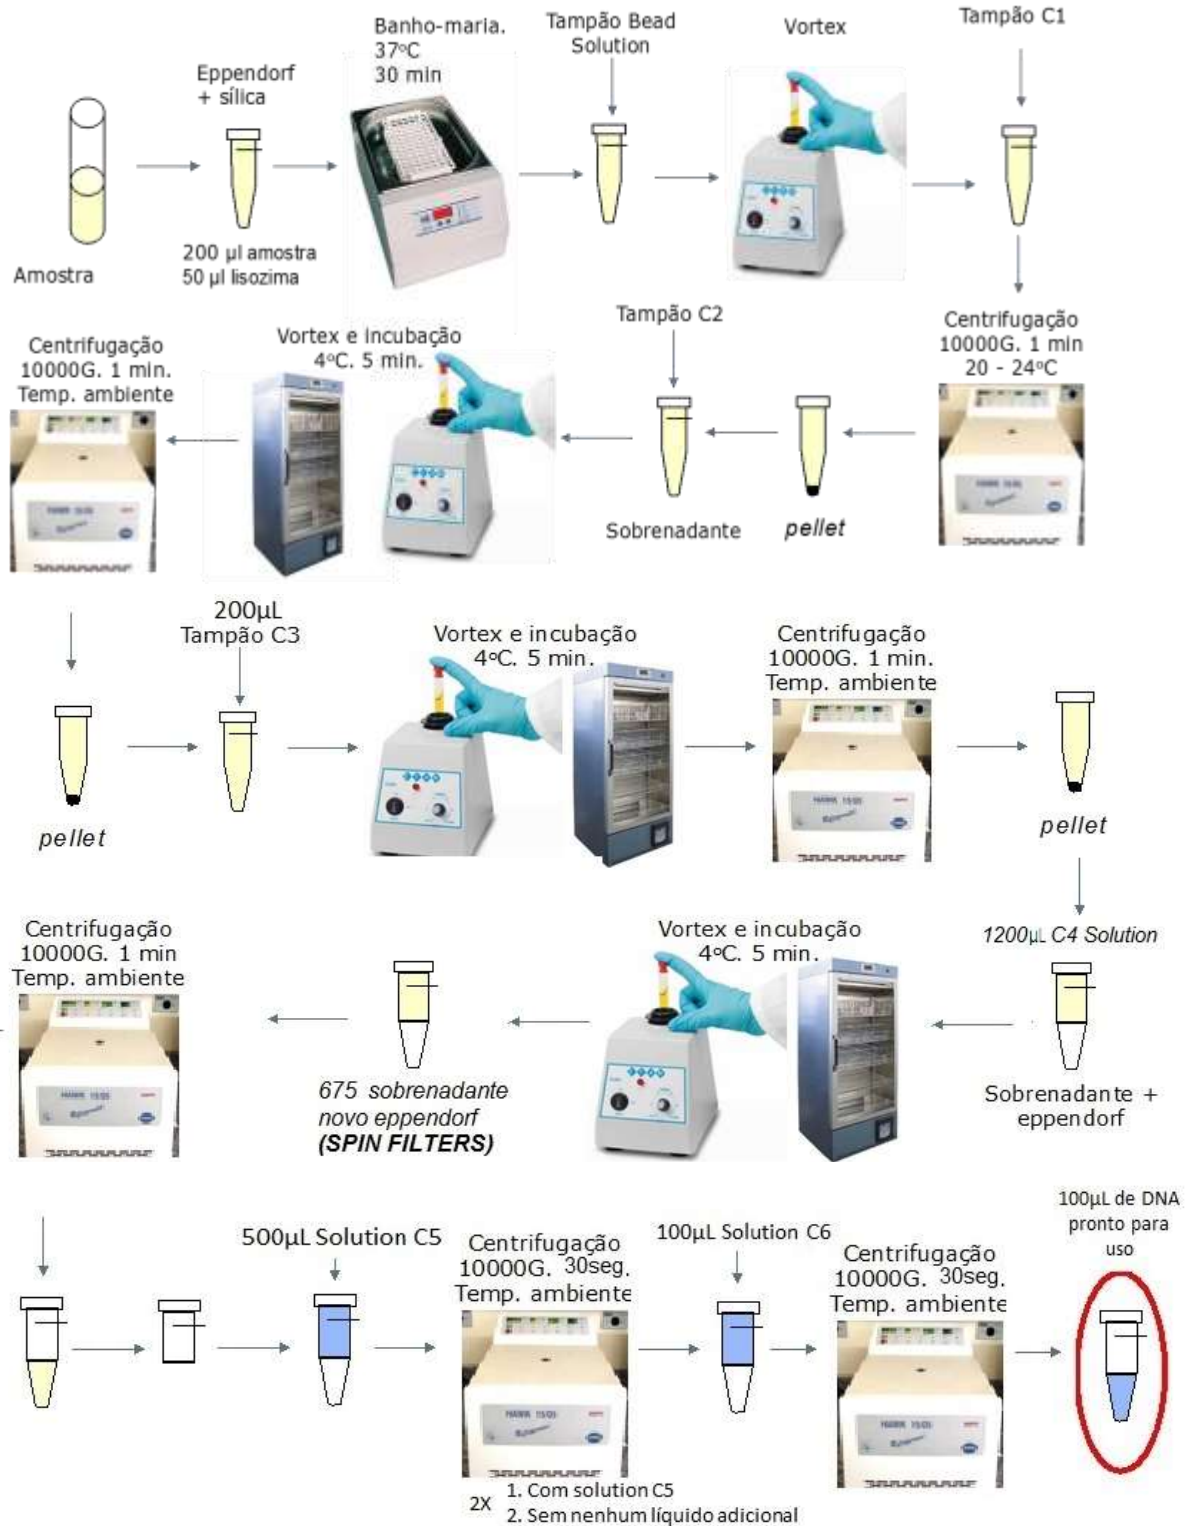 Banho-maria.
37ºC
30 min
Tampão Bead
Solution
Vortex
Tampão C1
Eppendorf
+ sílica
200 µl amostra
50 µl lisozima
Amostra
Centrifugação
10000G. 1 min
20 - 24ºC
Tampão C2
Vortex e incubação
4ºC. 5 min.
Centrifugação
10000G. 1 min.
Temp. ambiente
pellet
Sobrenadante
200µL
Tampão C3
Vortex e incubação
4ºC. 5 min.
Centrifugação
10000G. 1 min.
Temp. ambiente
pellet
pellet
1200µL C4 Solution
Sobrenadante +
eppendorf
Vortex e incubação
4ºC. 5 min.
675 sobrenadante
novo eppendorf
(SPIN FILTERS)
Centrifugação
10000G. 1 min
Temp. ambiente
500µL Solution C5
Centrifugação
10000G. 30seg.
Temp. ambiente
2X
1. Com solution C5
2. Sem nenhum líquido adicional
100µL Solution C6
Centrifugação
10000G. 30seg.
Temp. ambiente
100µL de DNA
pronto para
uso